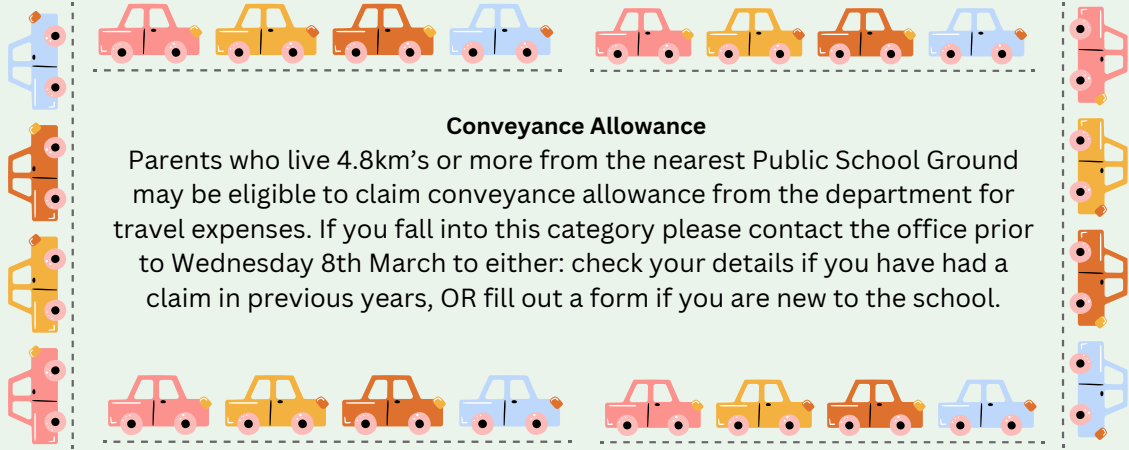 Conveyance Allowance
Parents who live 4.8km’s or more from the nearest Public School Ground
may be eligible to claim conveyance allowance from the department for
travel expenses. If you fall into this category please contact the office prior
to Wednesday 8th March to either: check your details if you have had a
claim in previous years, OR fill out a form if you are new to the school.